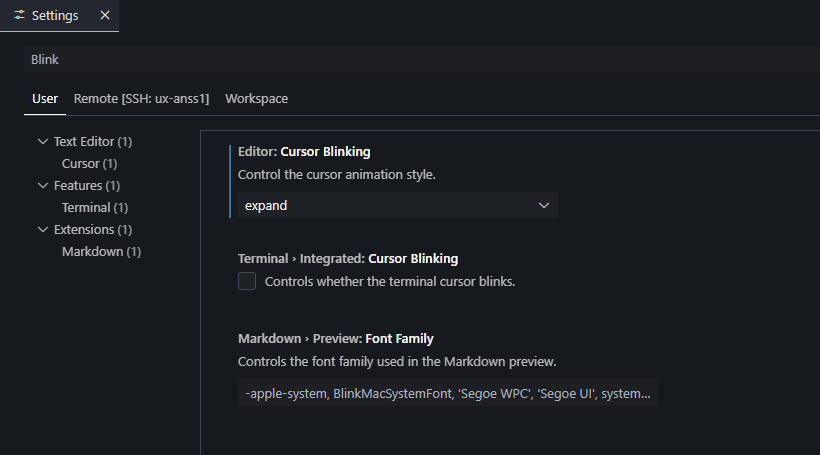 Settings
Blink
User Remote [SSH: ux-anss1] Workspace
Text Editor (1)
Cursor (1)
Features (1)
Terminal (1)
Extensions (1)
Markdown (1)
Editor: Cursor Blinking
Control the cursor animation style.
expand
Terminal › Integrated: Cursor Blinking
Controls whether the terminal cursor blinks.
Markdown › Preview: Font Family
Controls the font family used in the Markdown preview.
-apple-system, BlinkMacSystemFont, 'Segoe WPC', 'Segoe UI', system...